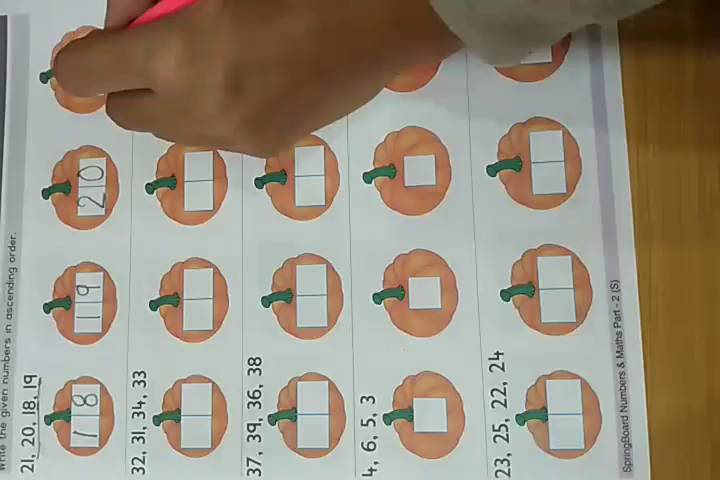 Write the given numbers in ascending order.
21, 20, 18, 19
18 19 20
32, 31, 34, 33
37, 39, 36, 38
4, 6, 5, 3
23, 25, 22, 24
SpringBoard Numbers & Maths Part - 2 (S)